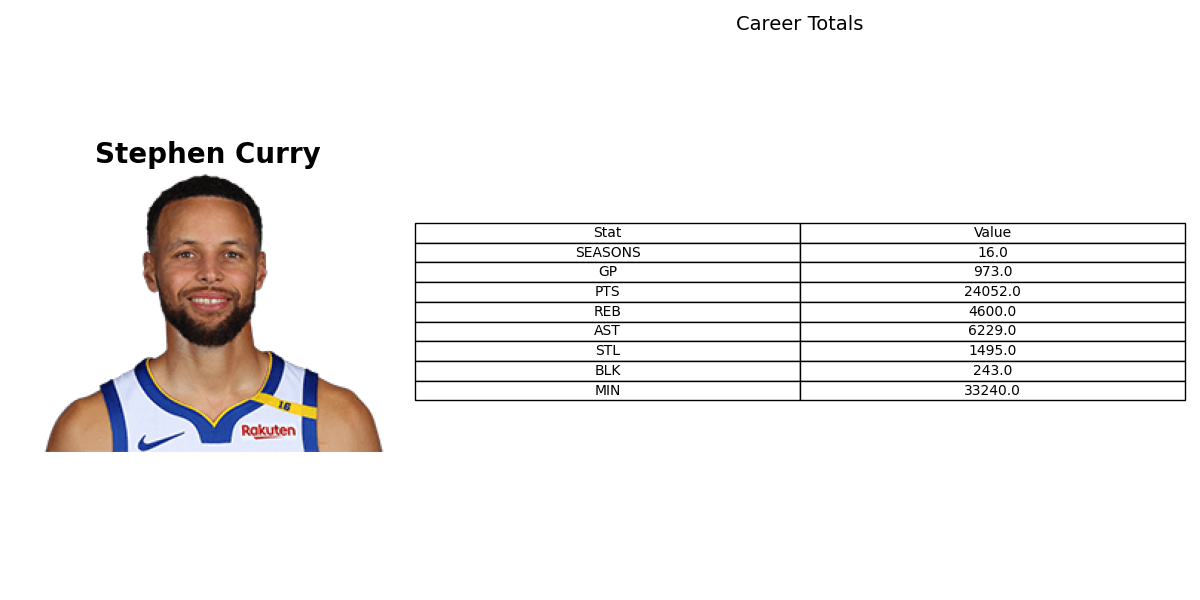 Career Totals
Stephen Curry
Stat Value
SEASONS 16.0
GP 973.0
PTS 24052.0
REB 4600.0
AST 6229.0
STL 1495.0
BLK 243.0
MIN 33240.0
16
Rakuten